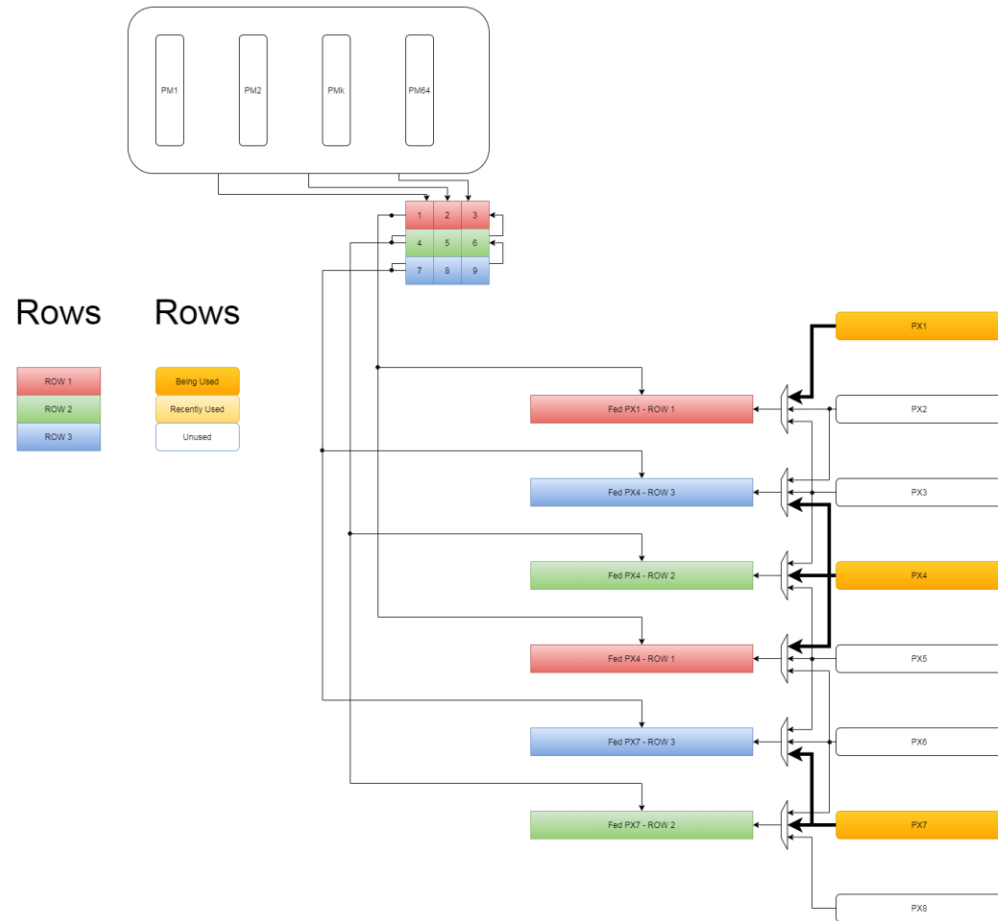 PM1
PM2
PMk
PM64
1 2 3
4 5 6
7 8 9
Rows
ROW 1
ROW 2
ROW 3
Rows
Being Used
Recently Used
Unused
Fed PX1 - ROW 1
Fed PX4 - ROW 3
Fed PX4 - ROW 2
Fed PX4 - ROW 1
Fed PX7 - ROW 3
Fed PX7 - ROW 2
PX1
PX2
PX3
PX4
PX5
PX6
PX7
PX8